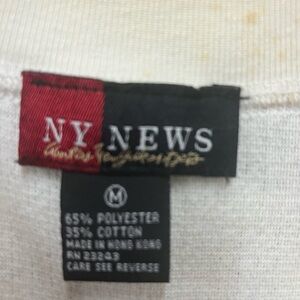 NY NEWS
M
65% POLYESTER
35% COTTON
MADE IN HONG KONG
RN 23243
CARE SEE REVERSE